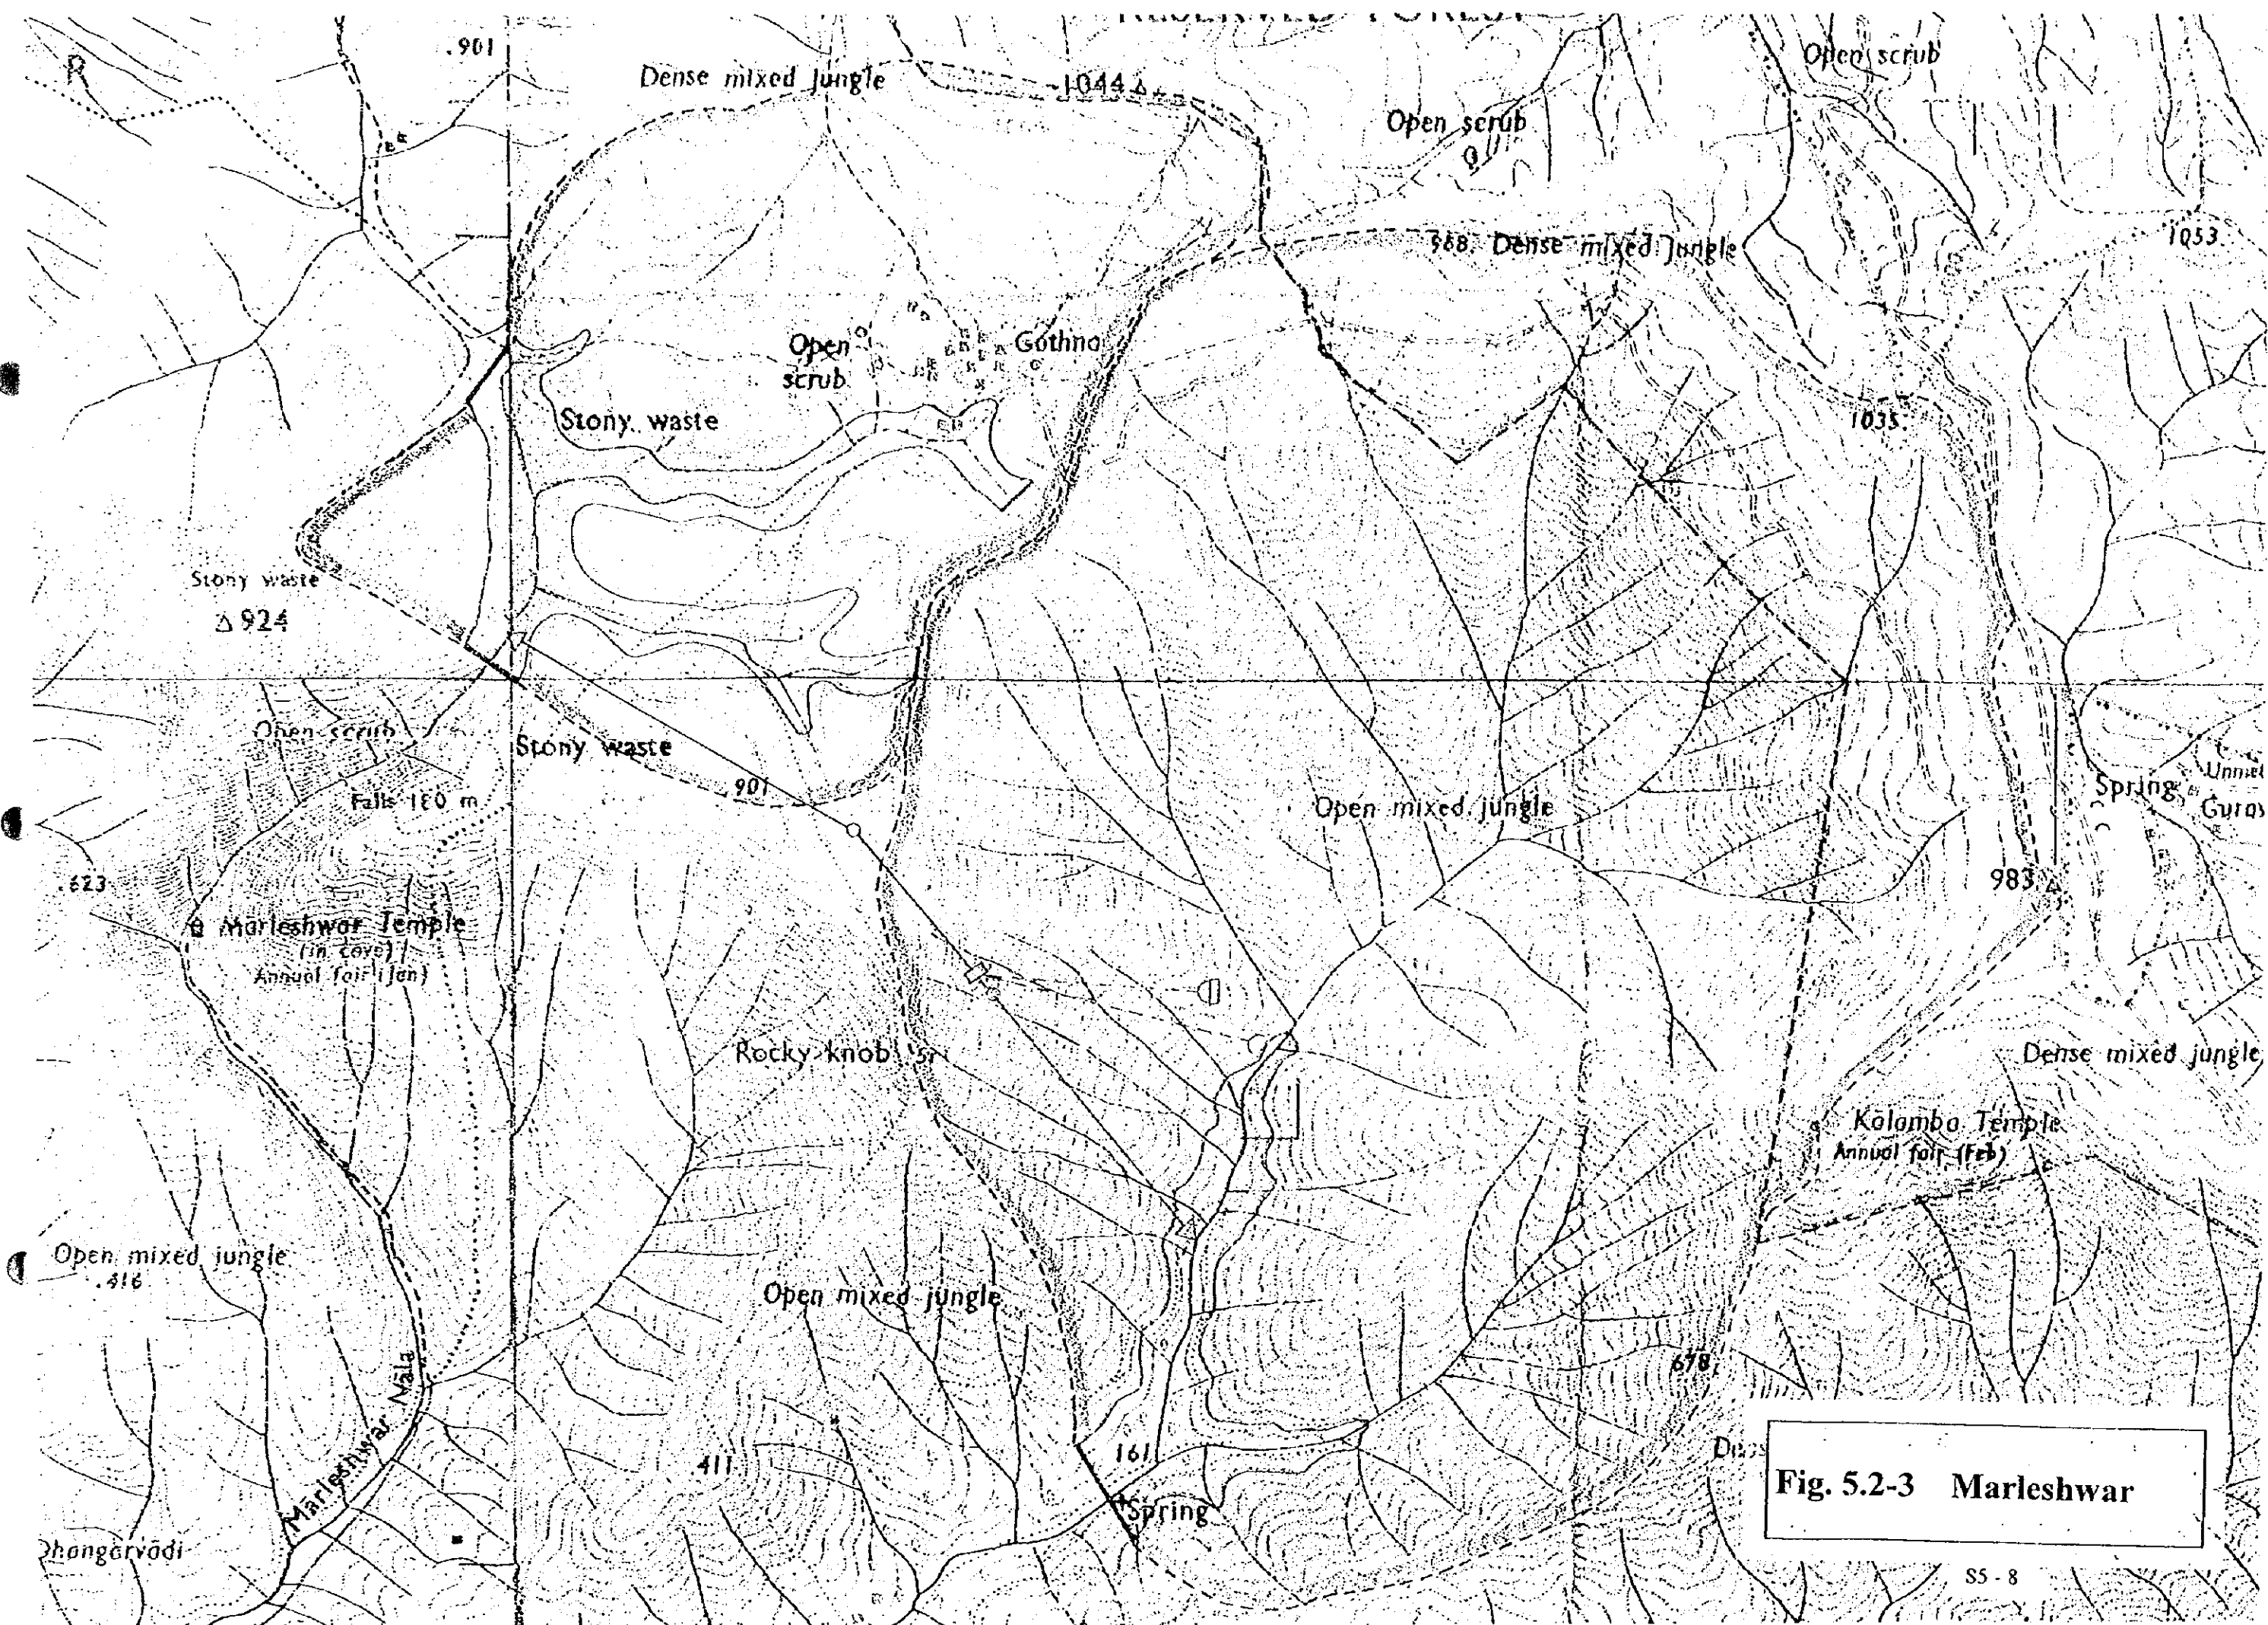 RESERVED FOREST
.901
R
Dense mixed jungle
1044
Open scrub
Open scrub
1053
Dense mixed jungle
Open
scrub
Gothna
Stony waste
1035
Stony waste
924
Open scrub
Stony waste
901
Falls 180 m
Open mixed jungle
Spring
983
.623
Marleshwar Temple
(in cave)
Annual fair (Jan)
Rocky knob
Dense mixed jungle
Kalamba Temple
Annual fair (Feb)
Open mixed jungle
.416
Open mixed jungle
678
Marleshwar Nala
411
161
Spring
Fig. 5.2-3 Marleshwar
S5 - 8